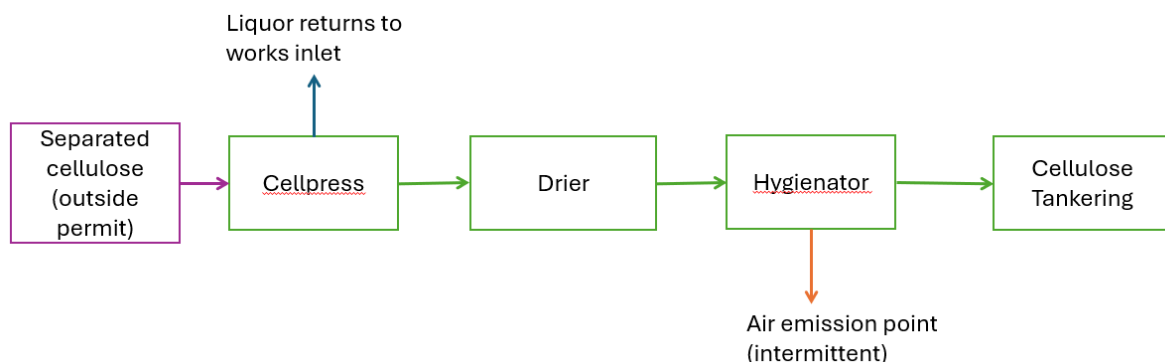 Liquor returns to
works inlet
Separated
cellulose
(outside
permit)
Cellpress
Drier
Hygienator
Cellulose
Tankering
Air emission point
(intermittent)